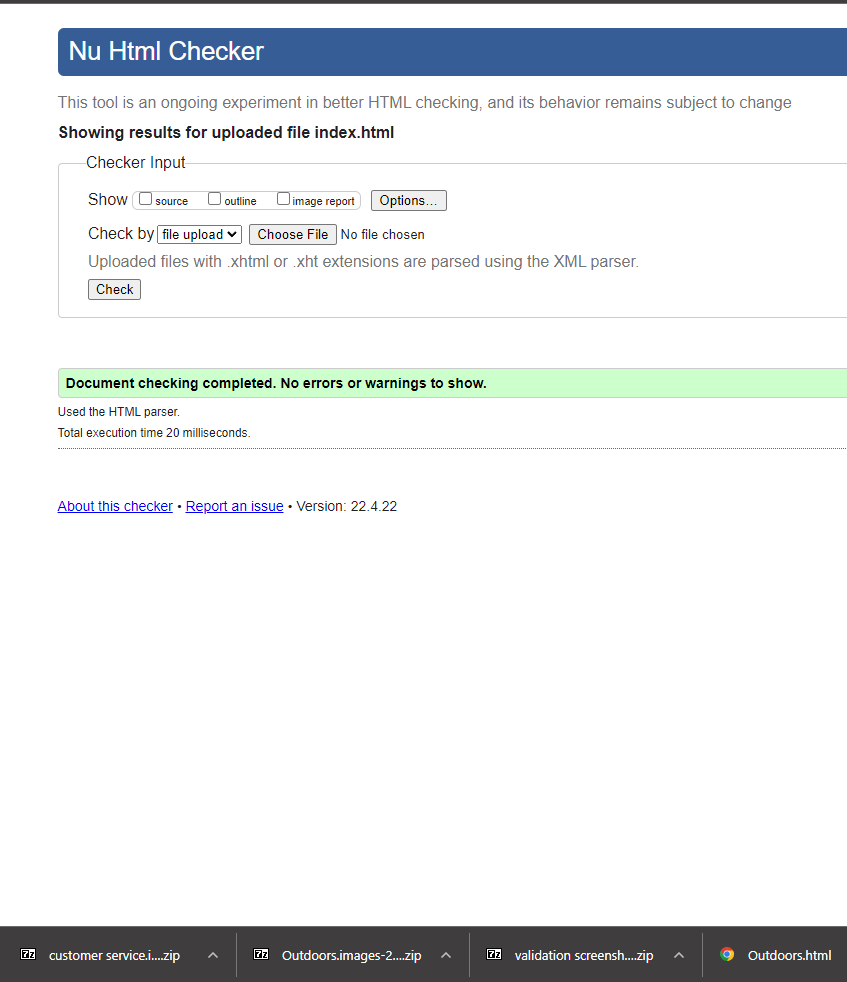 Nu Html Checker
This tool is an ongoing experiment in better HTML checking, and its behavior remains subject to change
Showing results for uploaded file index.html
Checker Input
Show source outline image report Options...
Check by file upload Choose File No file chosen
Uploaded files with .xhtml or .xht extensions are parsed using the XML parser.
Check
Document checking completed. No errors or warnings to show.
Used the HTML parser.
Total execution time 20 milliseconds.
About this checker • Report an issue • Version: 22.4.22
7z customer service.i....zip 7z Outdoors.images-2....zip 7z validation screensh....zip Outdoors.html